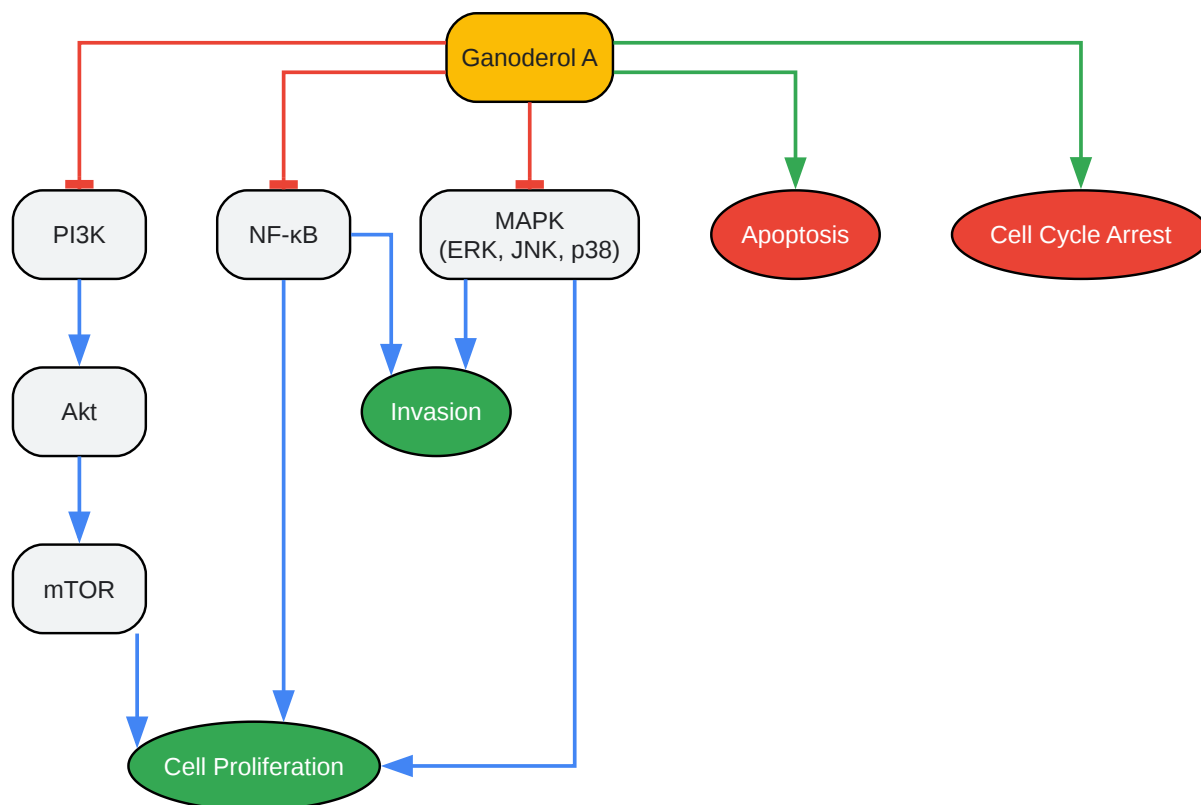 Ganoderol A
PI3K
NF-κB
MAPK
(ERK, JNK, p38)
Apoptosis
Cell Cycle Arrest
Akt
Invasion
mTOR
Cell Proliferation